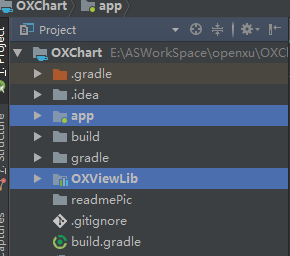 OXChart app
Project
OXChart E:\ASWorkSpace\openxu\OXC
.gradle
.idea
app
build
gradle
OXViewLib
readmePic
.gitignore
build.gradle
1: Project
7: Structure
Captures